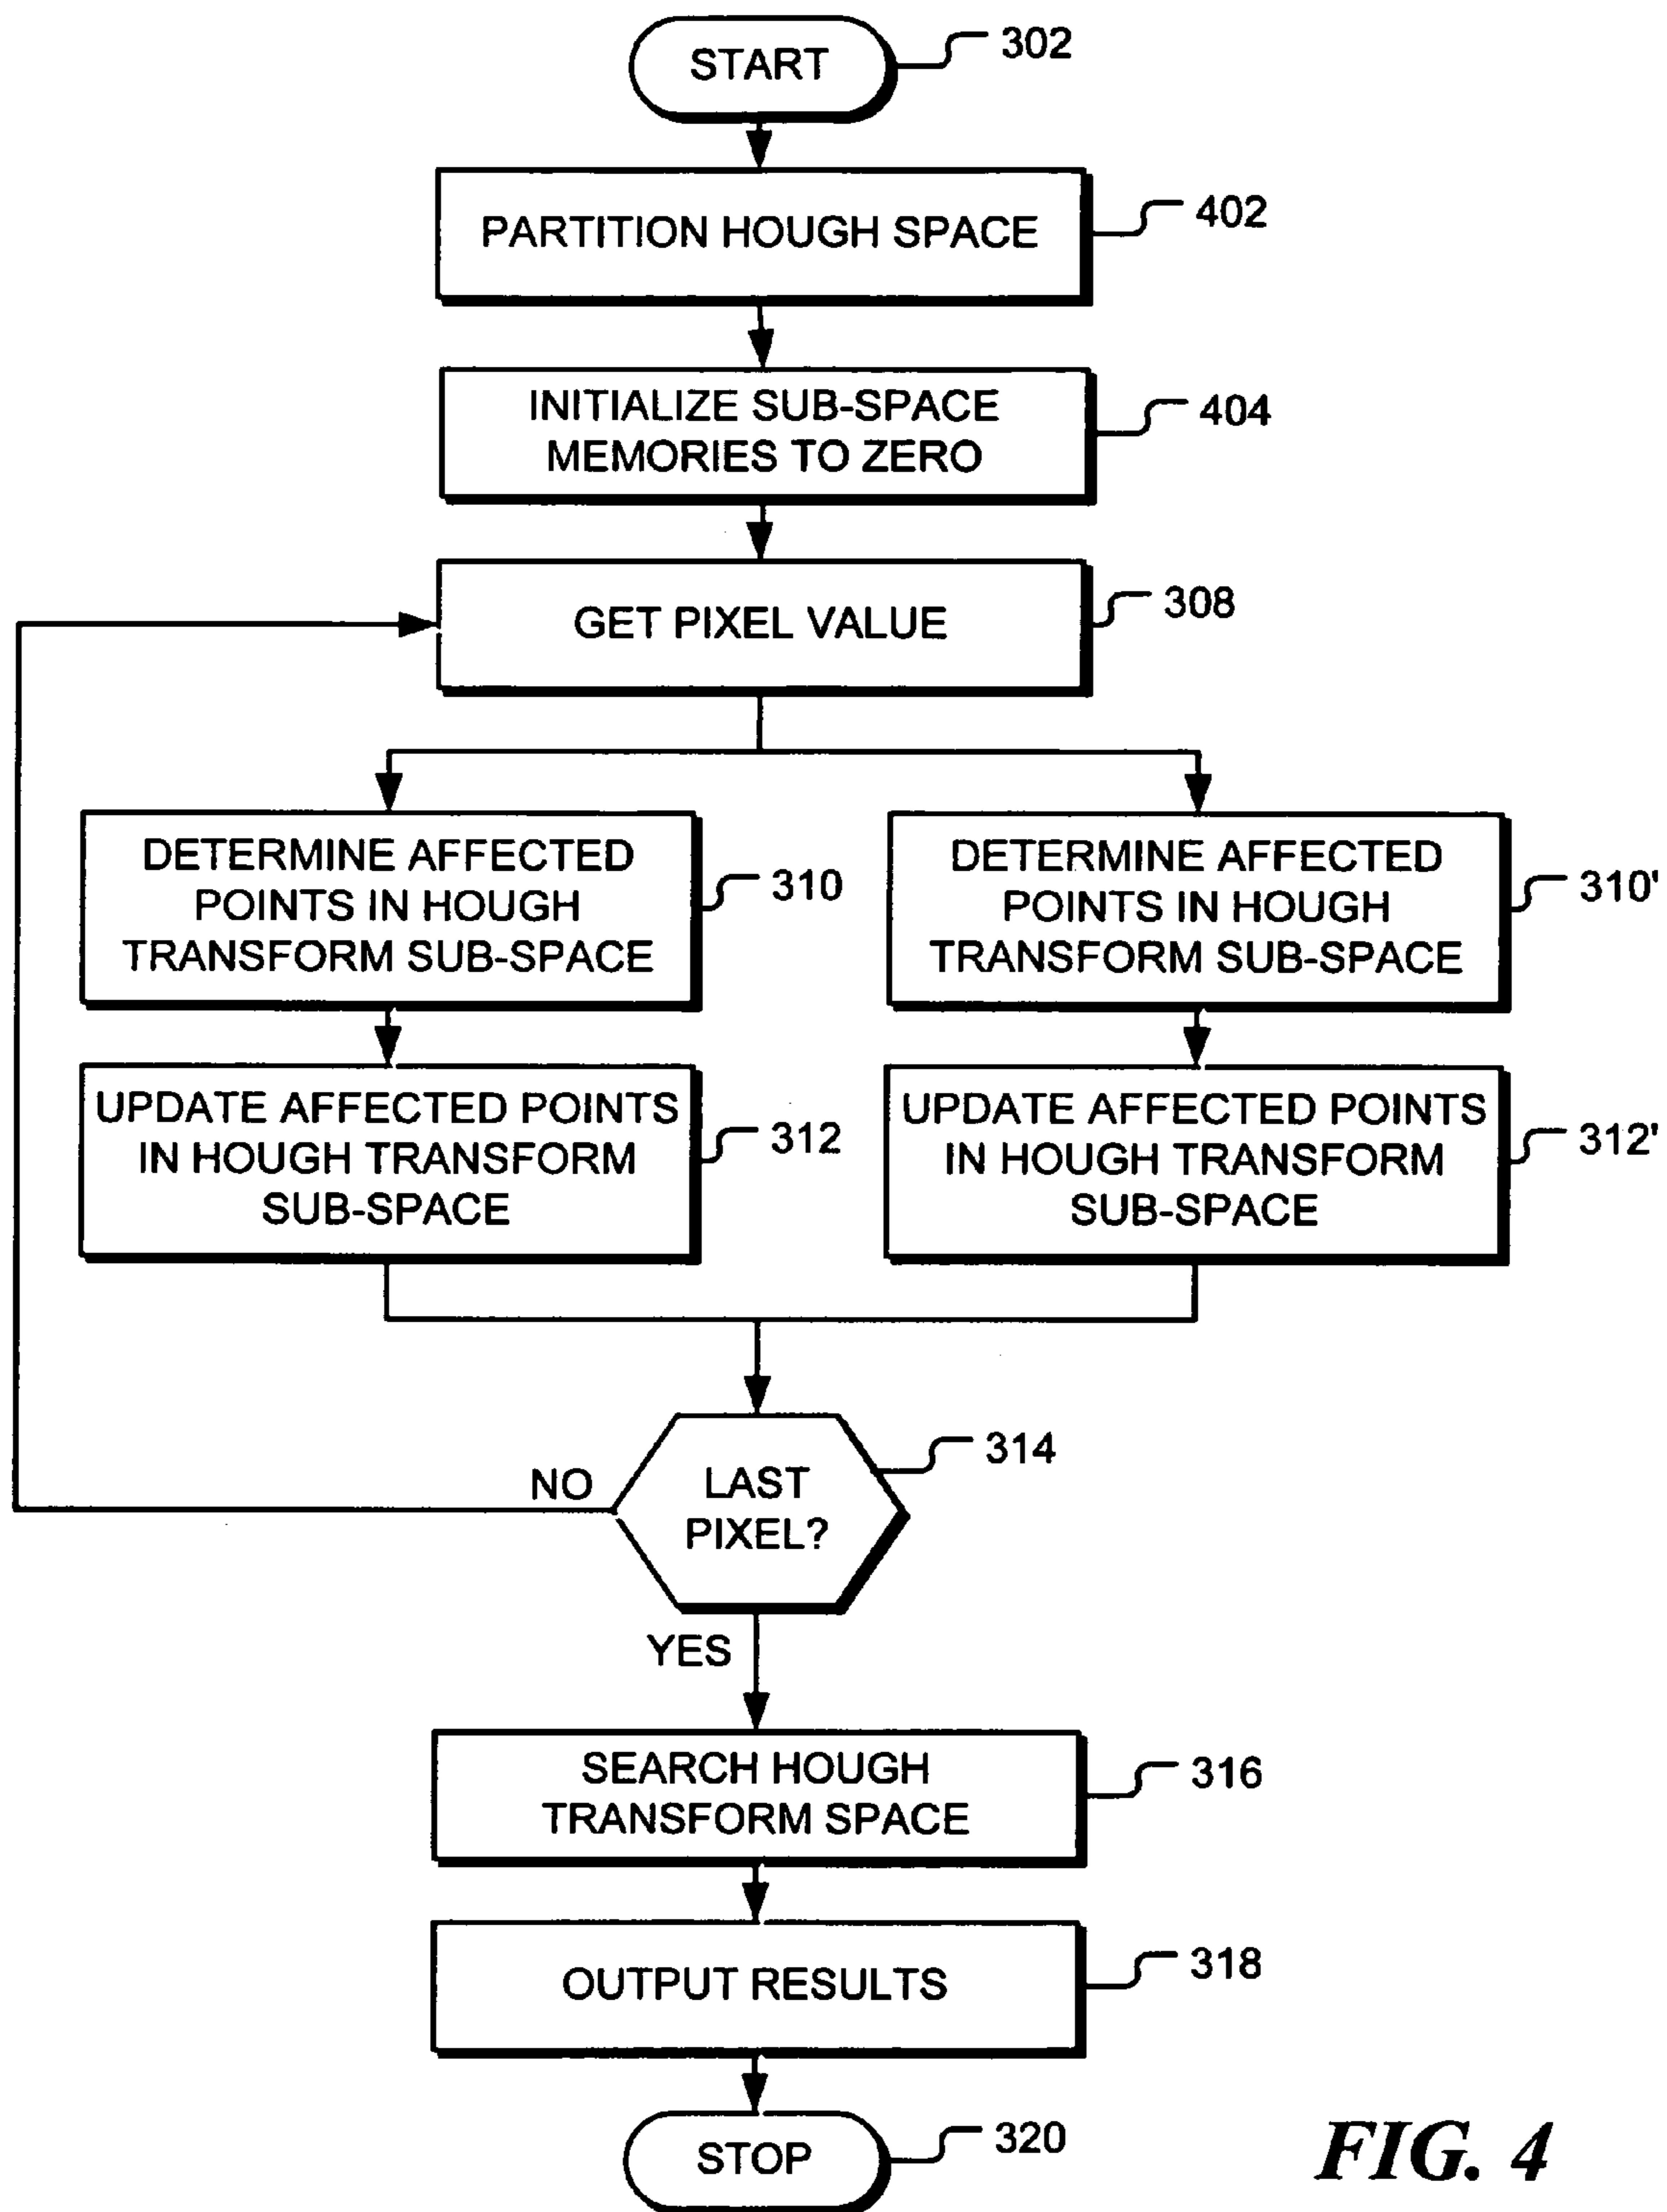 START
302
PARTITION HOUGH SPACE
402
INITIALIZE SUB-SPACE
MEMORIES TO ZERO
404
GET PIXEL VALUE
308
DETERMINE AFFECTED
POINTS IN HOUGH
TRANSFORM SUB-SPACE
310
DETERMINE AFFECTED
POINTS IN HOUGH
TRANSFORM SUB-SPACE
310'
UPDATE AFFECTED POINTS
IN HOUGH TRANSFORM
SUB-SPACE
312
UPDATE AFFECTED POINTS
IN HOUGH TRANSFORM
SUB-SPACE
312'
LAST
PIXEL?
314
NO
YES
SEARCH HOUGH
TRANSFORM SPACE
316
OUTPUT RESULTS
318
STOP
320
FIG. 4